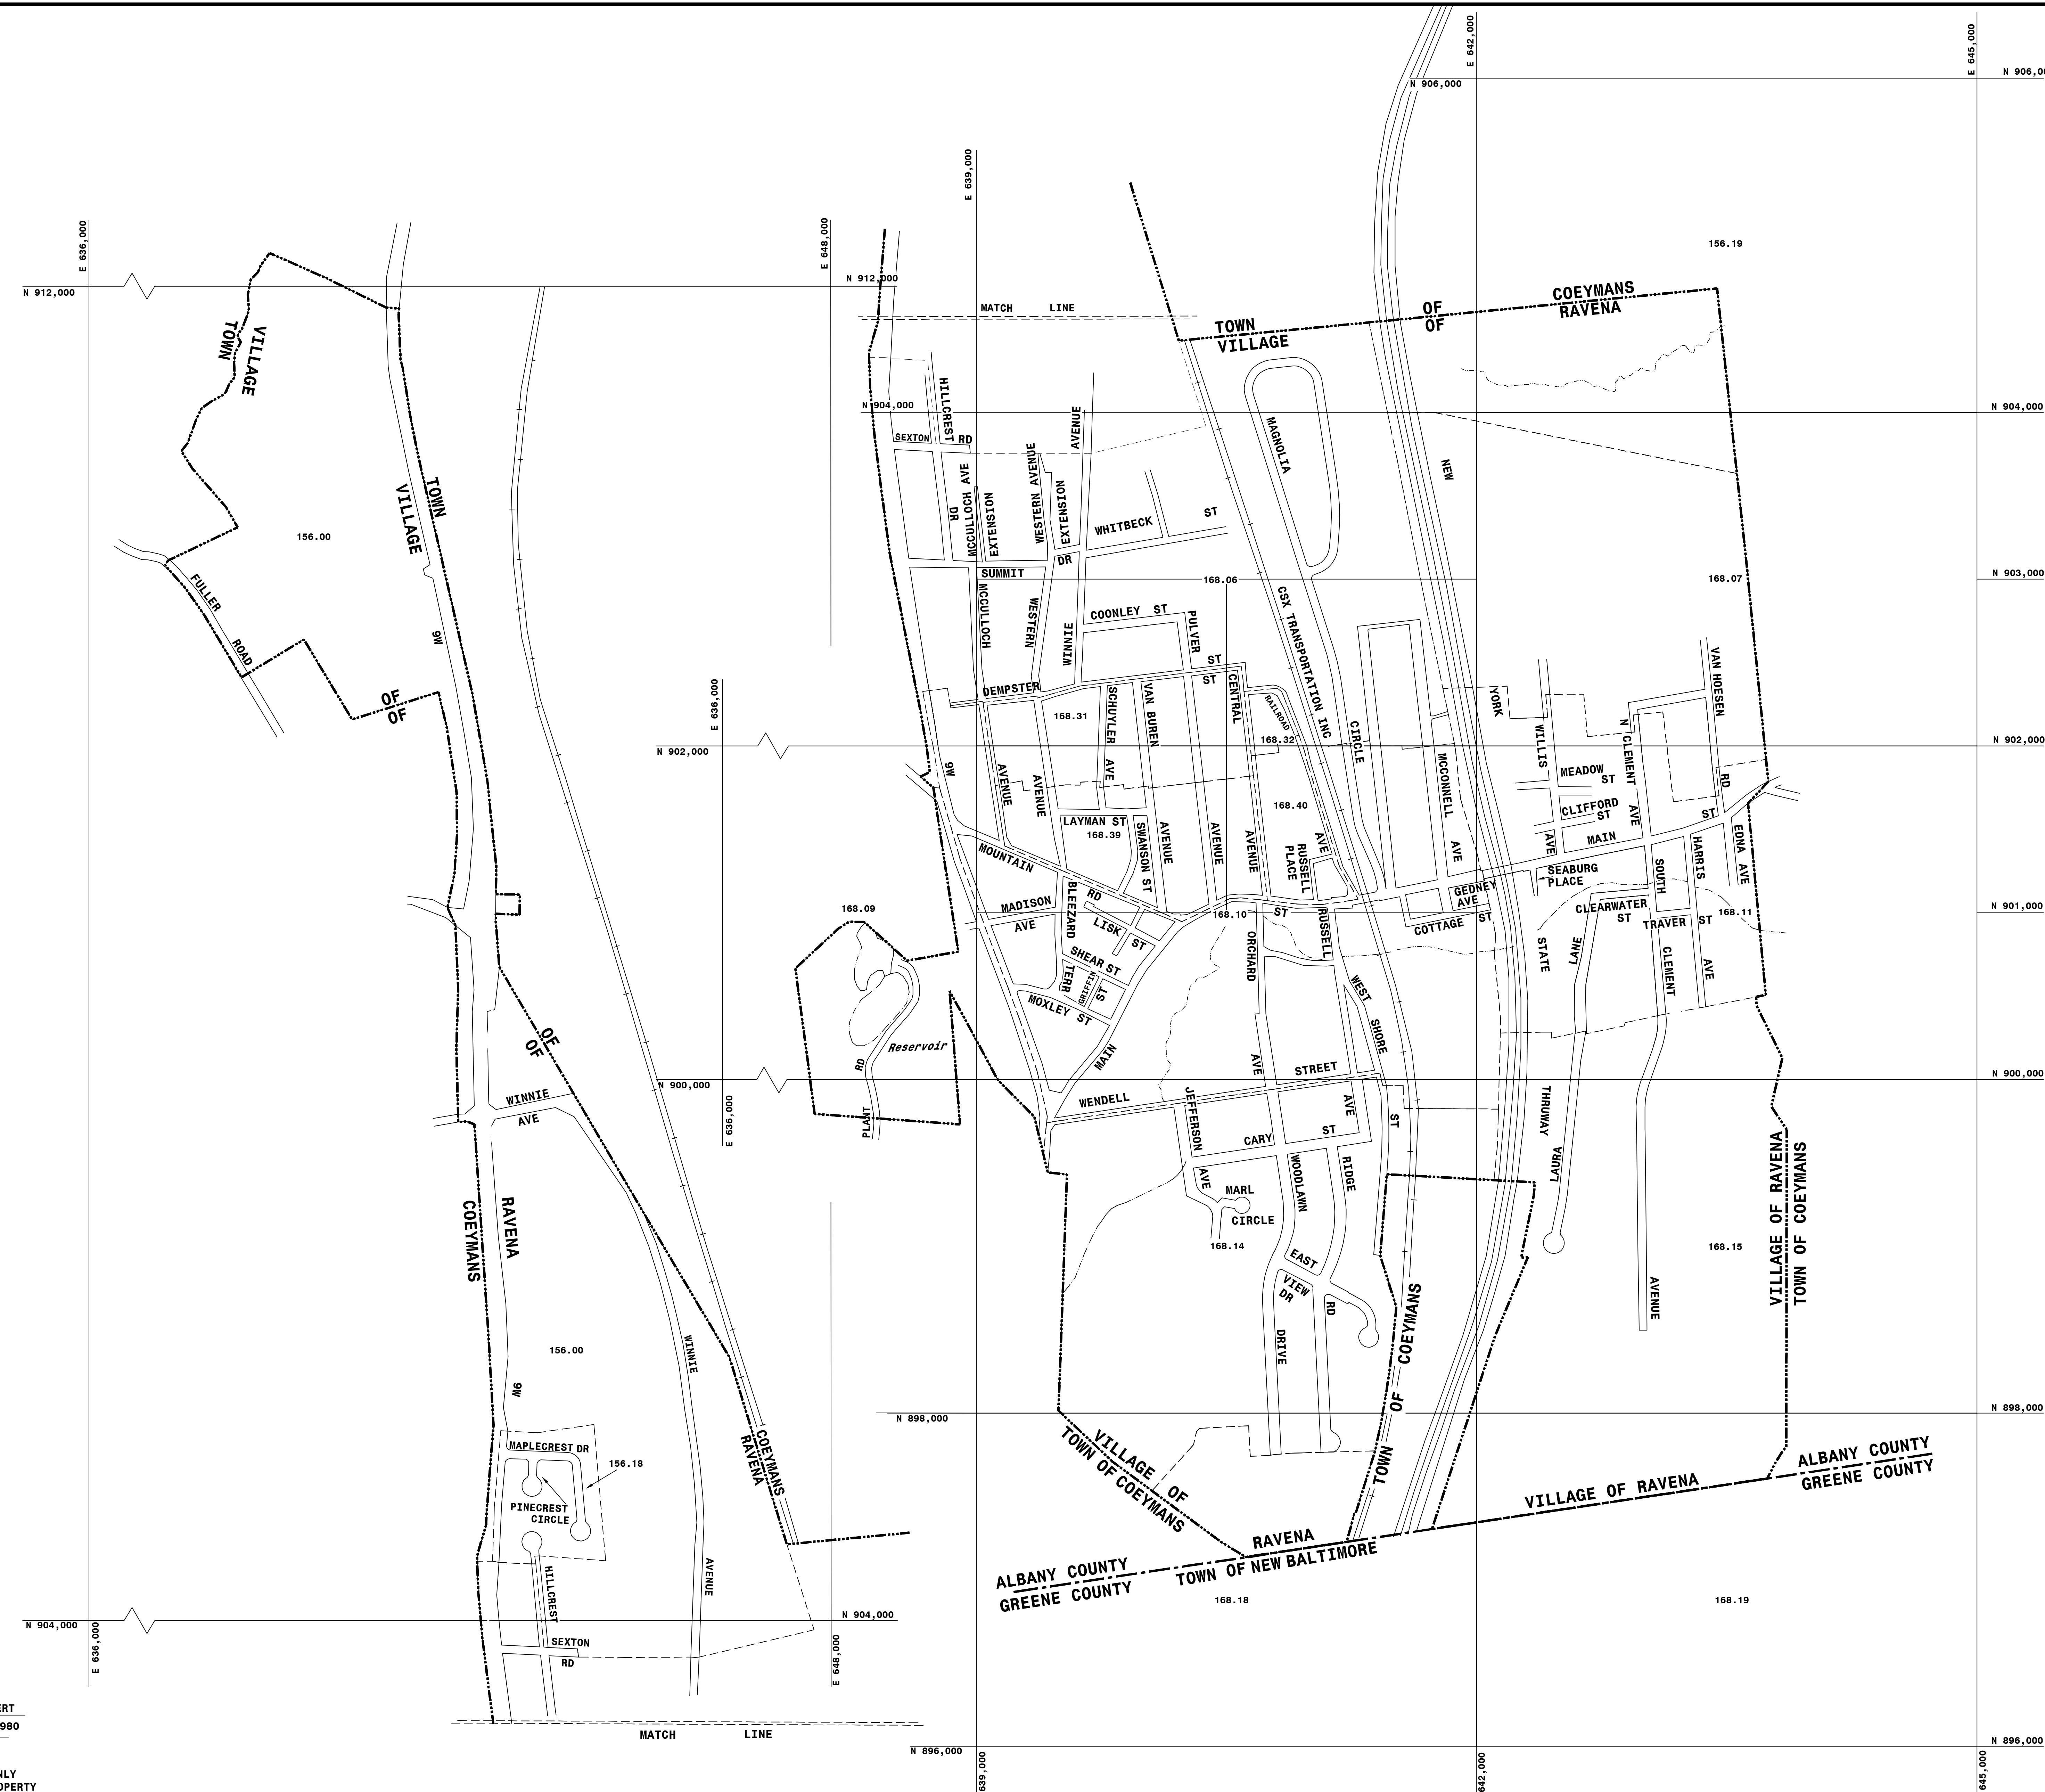 E 642,000
E 645,000
N 906,000
N 906,00
E 639,000
E 636,000
E 648,000
N 912,000
N 912,000
156.19
MATCH LINE
TOWN OF COEYMANS
VILLAGE OF RAVENA
TOWN
VILLAGE
TOWN
VILLAGE
156.00
FULLER
ROAD
OF
OF
9W
N 904,000
N 904,000
HILLCREST
SEXTON RD
AVENUE
MAGNOLIA
NEW
MCCULLOCH AVE
EXTENSION
DR
WESTERN AVENUE
EXTENSION
WHITBECK ST
SUMMIT DR
168.06
168.07
N 903,000
MCCULLOCH
WESTERN
WINNIE
COONLEY ST
PULVER
CSX TRANSPORTATION INC
DEMPSTER ST
ST
CENTRAL
RAILROAD
CIRCLE
YORK
WILLIS
N CLEMENT
VAN HOESEN
E 636,000
168.31
SCHUYLER
VAN BUREN
168.32
N 902,000
N 902,000
9W
AVENUE
AVENUE
AVE
MCCONNELL
MEADOW
ST
RD
CLIFFORD
ST
AVE
LAYMAN ST
168.39
SWANSON ST
AVENUE
AVENUE
AVENUE
168.40
RUSSELL
PLACE
AVE
AVE
AVE
MAIN ST
EDNA AVE
MOUNTAIN
RD
SEABURG
PLACE
SOUTH
HARRIS
GEDNEY
AVE
MADISON
AVE
BLEEZARD
168.09
168.10
ST
RUSSELL
COTTAGE ST
CLEARWATER
ST
TRAVER ST
168.11
N 901,000
LISK ST
SHEAR ST
TERR
GRIFFIN
ST
MOXLEY ST
ORCHARD
WEST
SHORE
STATE
LANE
CLEMENT
AVE
OF
OF
Reservoir
RD
PLANT
MAIN
N 900,000
N 900,000
E 636,000
WENDELL STREET
AVE
JEFFERSON
CARY ST
AVE
ST
THRUWAY
LAURA
WINNIE
AVE
AVE
MARL
CIRCLE
WOODLAWN
RIDGE
168.14
168.15
VILLAGE OF RAVENA
TOWN OF COEYMANS
RAVENA
COEYMANS
EAST
VIEW
DR
RD
DRIVE
AVENUE
156.00
WINNIE
9W
TOWN OF COEYMANS
N 898,000
N 898,000
COEYMANS
RAVENA
MAPLECREST DR
156.18
PINECREST
CIRCLE
VILLAGE OF
TOWN OF COEYMANS
ALBANY COUNTY
GREENE COUNTY
VILLAGE OF RAVENA
RAVENA
TOWN OF NEW BALTIMORE
ALBANY COUNTY
GREENE COUNTY
168.18
168.19
HILLCREST
AVENUE
N 904,000
N 904,000
E 636,000
E 648,000
SEXTON
RD
MATCH LINE
N 896,000
N 896,000
639,000
642,000
645,000
ERT
980
NLY
OPERTY